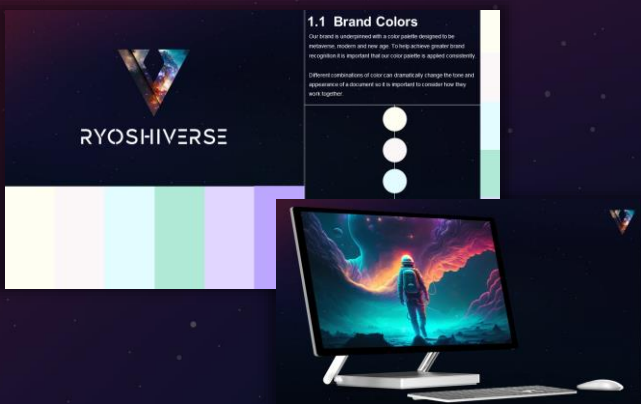 1.1 Brand Colors
Our brand is underpinned with a color palette designed to be
metaverse, modern and new age. To help achieve greater brand
recognition it is important that our color palette is applied consistently.
Different combinations of color can dramatically change the tone and
appearance of a document so it is important to consider how they
work together.
RYOSHIVERSE